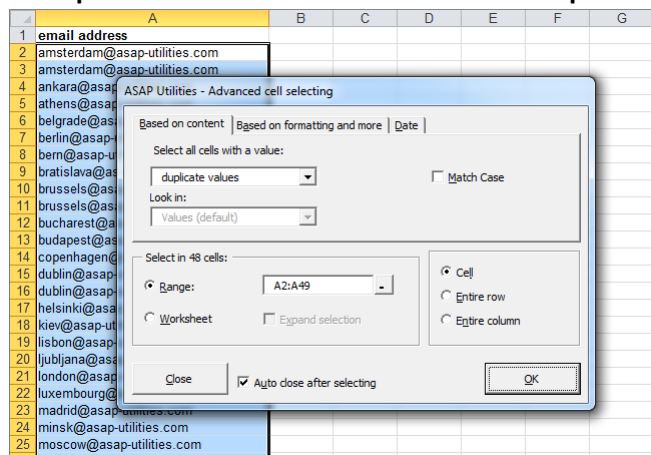 A B C D E F G
1 email address
2 amsterdam@asap-utilities.com
3 amsterdam@asap-utilities.com
4 ankara@asap
5 athens@asap
6 belgrade@asa
7 berlin@asap-
8 bern@asap-u
9 bratislava@as
10 brussels@asa
11 brussels@asa
12 bucharest@a
13 budapest@as
14 copenhagen@
15 dublin@asap-
16 dublin@asap-
17 helsinki@asa
18 kiev@asap-ut
19 lisbon@asap-
20 ljubljana@asa
21 london@asap
22 luxembourg@
23 madrid@asap-utilities.com
24 minsk@asap-utilities.com
25 moscow@asap-utilities.com
ASAP Utilities - Advanced cell selecting
Based on content Based on formatting and more Date
Select all cells with a value:
duplicate values Match Case
Look in:
Values (default)
Select in 48 cells:
Range: A2:A49
Worksheet Expand selection
Cell
Entire row
Entire column
Close Auto close after selecting OK